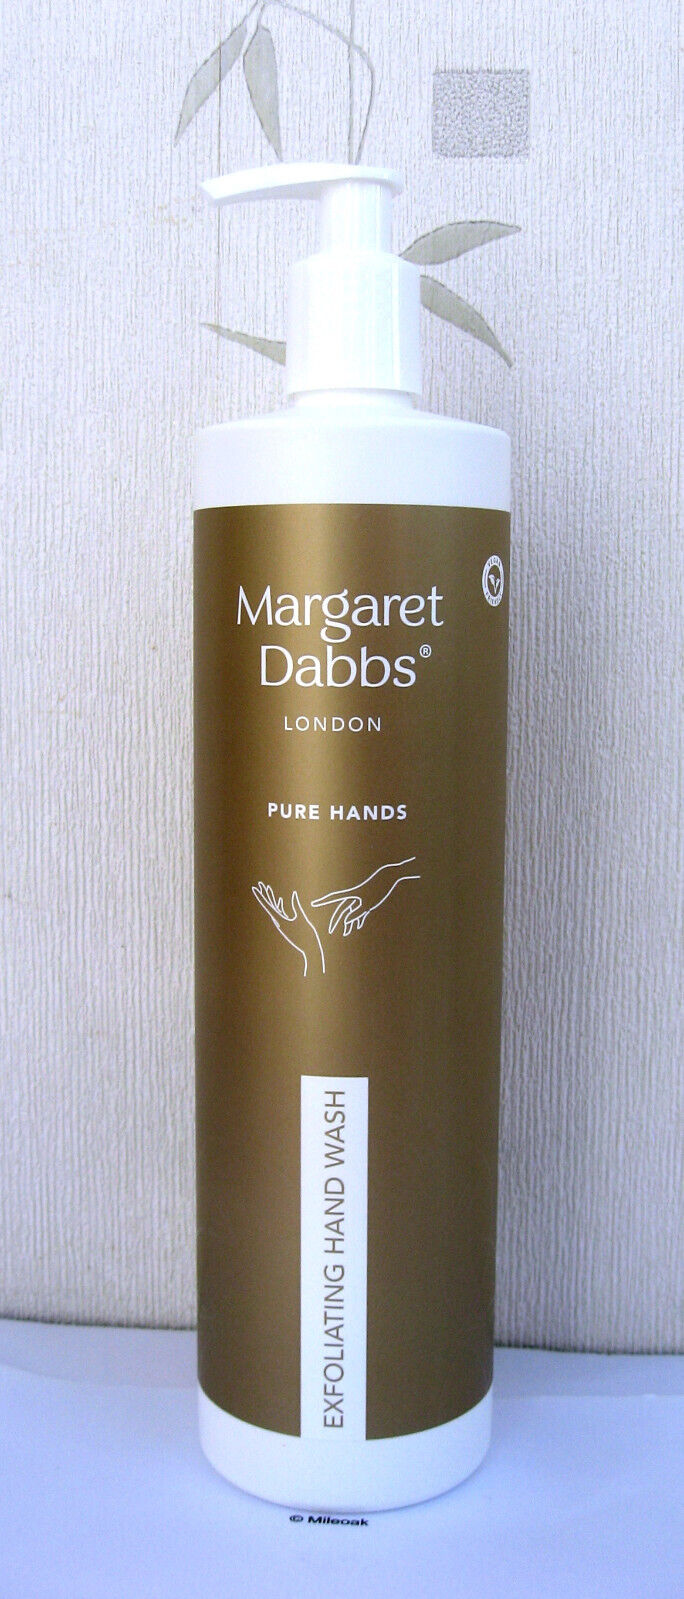 Margaret
Dabbs®
LONDON
PURE HANDS
EXFOLIATING HAND WASH
© Mileoak